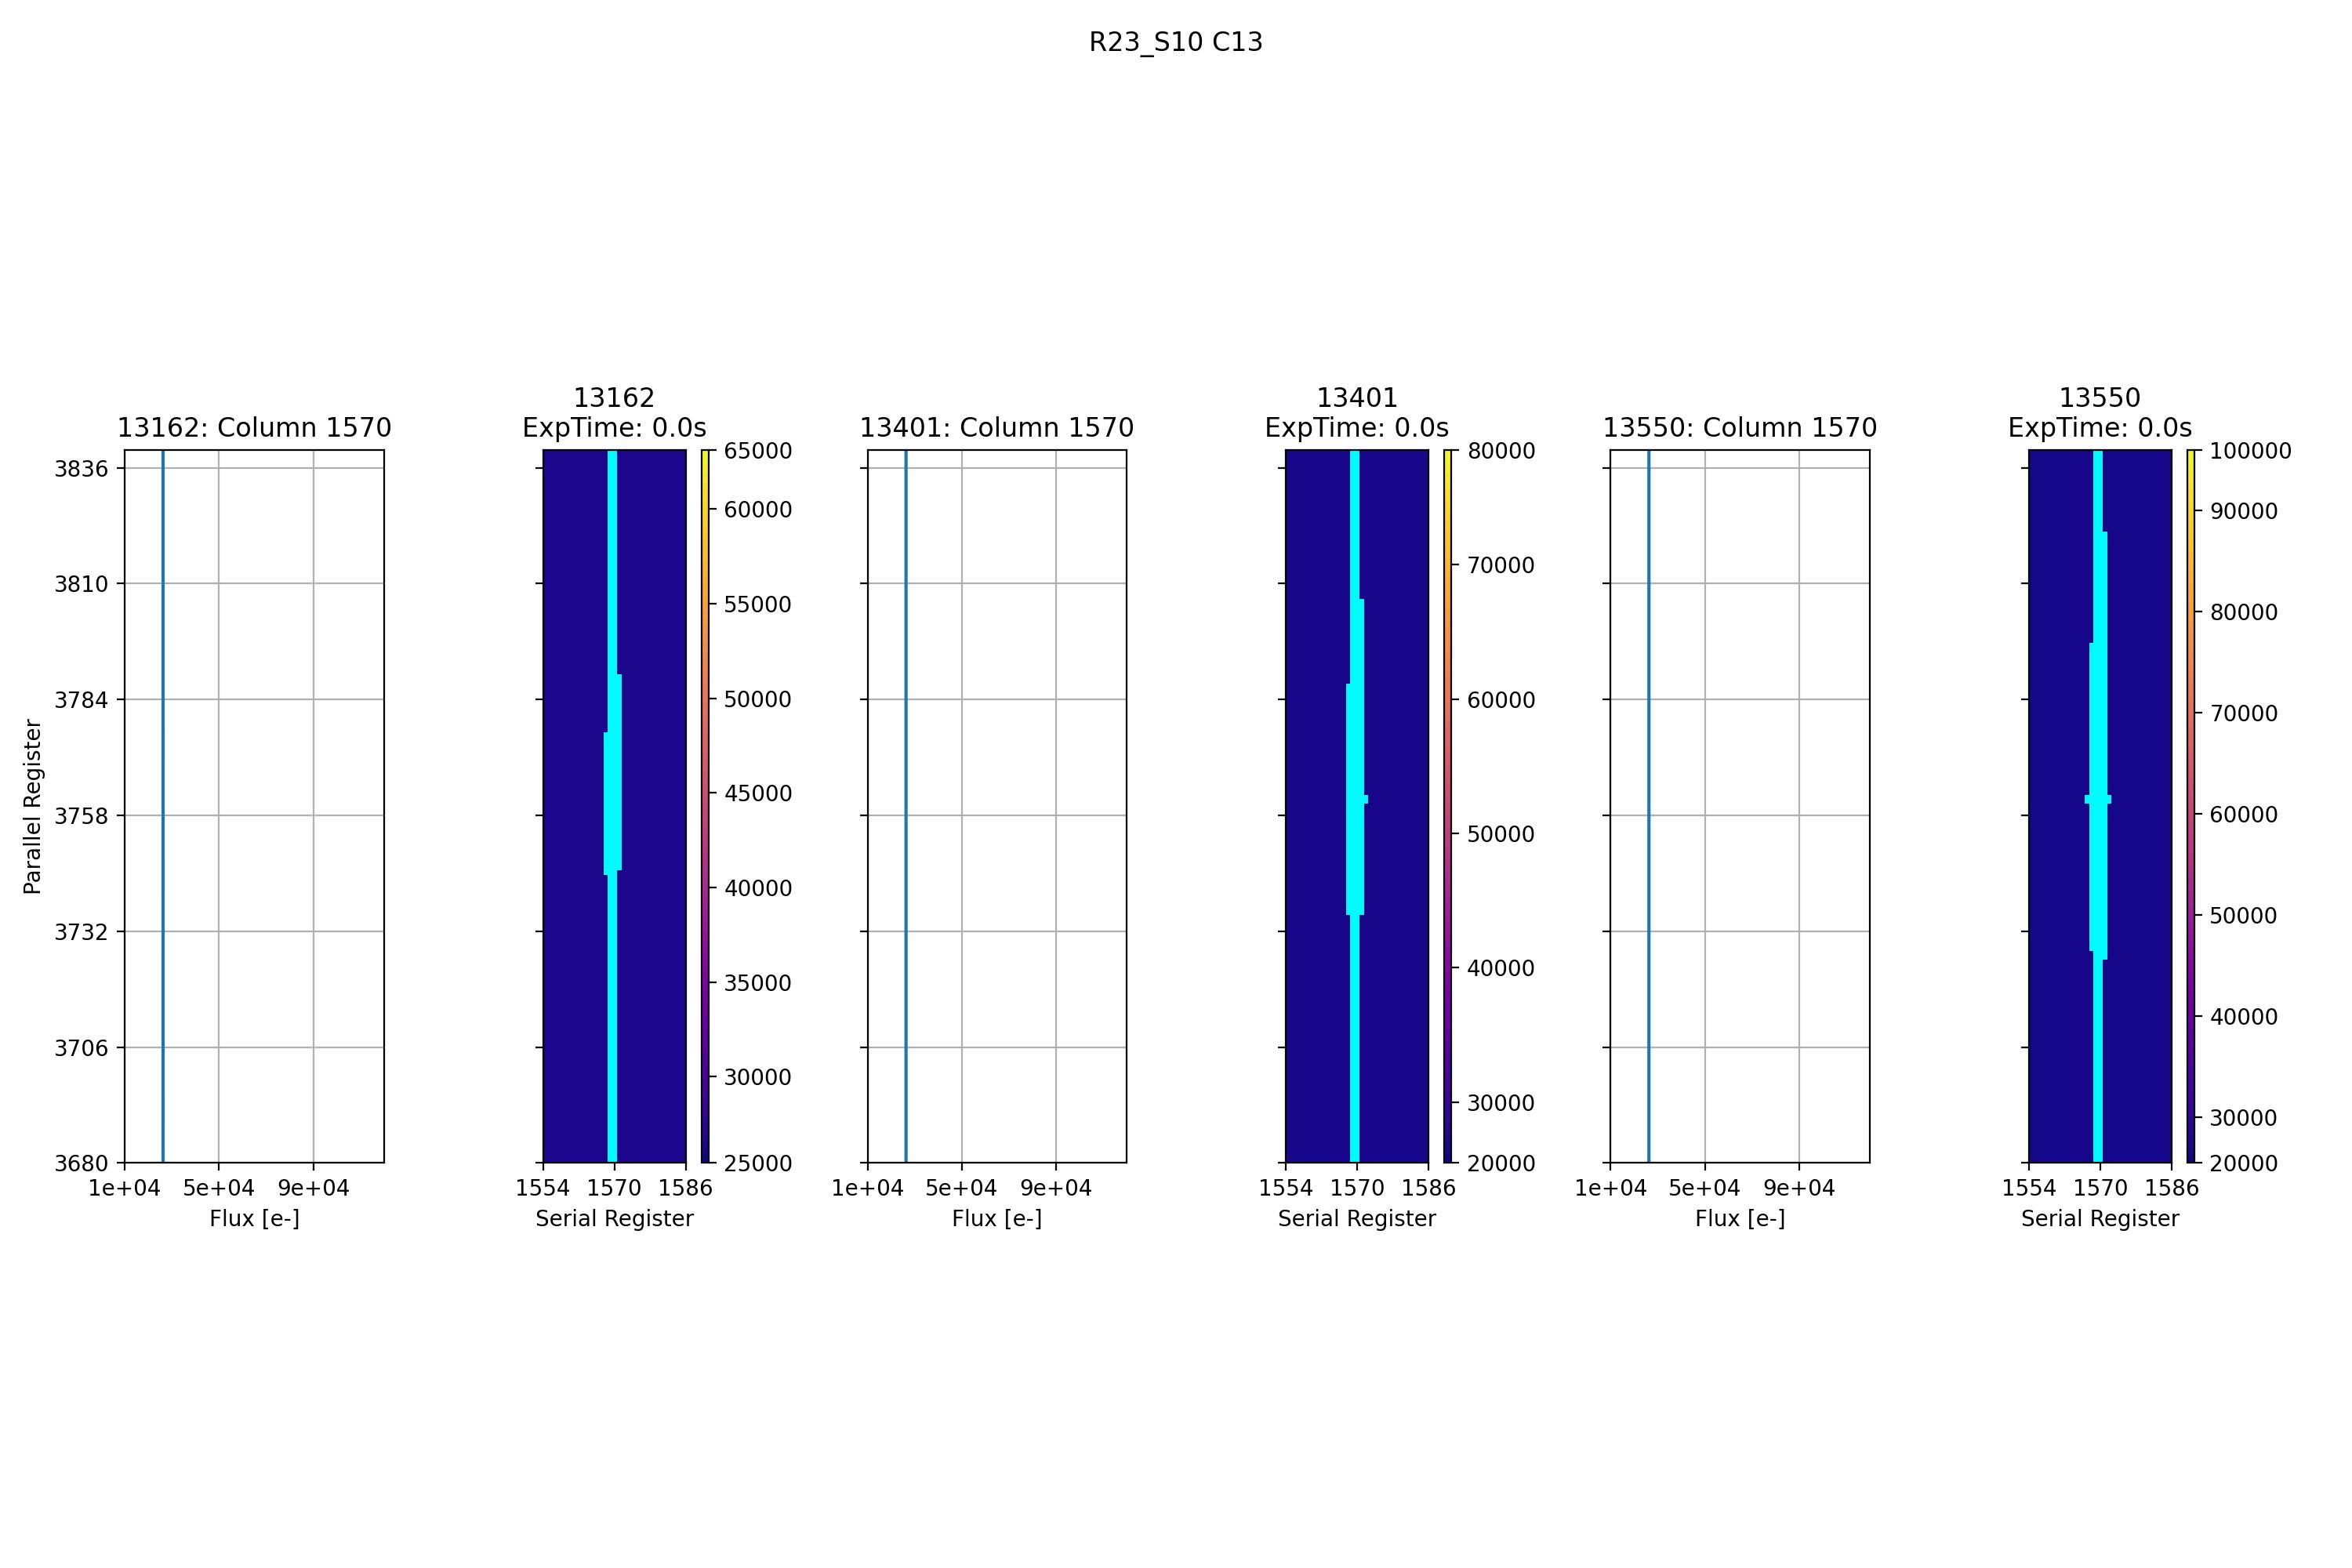 R23_S10 C13
13162: Column 1570
3836
3810
3784
3758
3732
3706
3680
Parallel Register
1e+04 5e+04 9e+04
Flux [e-]
13162
ExpTime: 0.0s
1554 1570 1586
Serial Register
65000
60000
55000
50000
45000
40000
35000
30000
25000
13401: Column 1570
1e+04 5e+04 9e+04
Flux [e-]
13401
ExpTime: 0.0s
1554 1570 1586
Serial Register
80000
70000
60000
50000
40000
30000
20000
13550: Column 1570
1e+04 5e+04 9e+04
Flux [e-]
13550
ExpTime: 0.0s
1554 1570 1586
Serial Register
100000
90000
80000
70000
60000
50000
40000
30000
20000